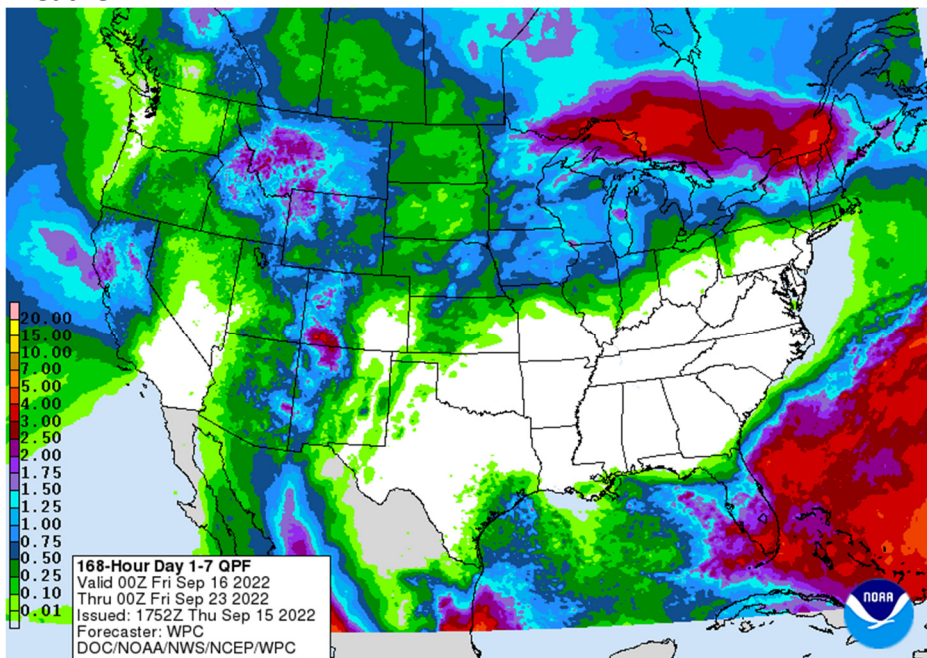 20.00
15.00
10.00
7.00
5.00
4.00
3.00
2.50
2.00
1.75
1.50
1.25
1.00
0.75
0.50
0.25
0.10
0.01
168-Hour Day 1-7 QPF
Valid 00Z Fri Sep 16 2022
Thru 00Z Fri Sep 23 2022
Issued: 1752Z Thu Sep 15 2022
Forecaster: WPC
DOC/NOAA/NWS/NCEP/WPC
NOAA